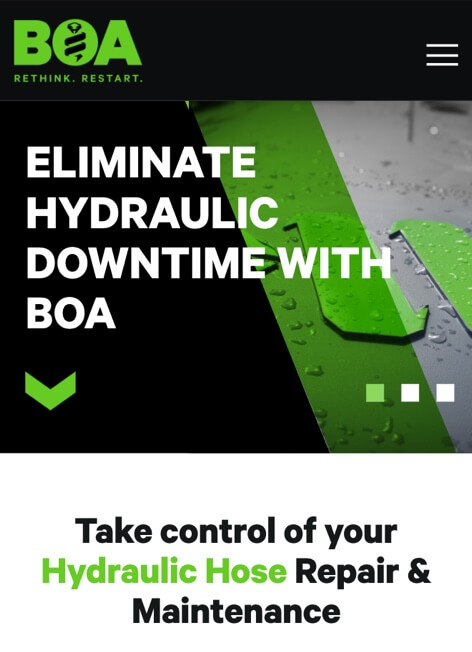 BOA
RETHINK. RESTART.
ELIMINATE
HYDRAULIC
DOWNTIME WITH
BOA
Take control of your
Hydraulic Hose Repair &
Maintenance